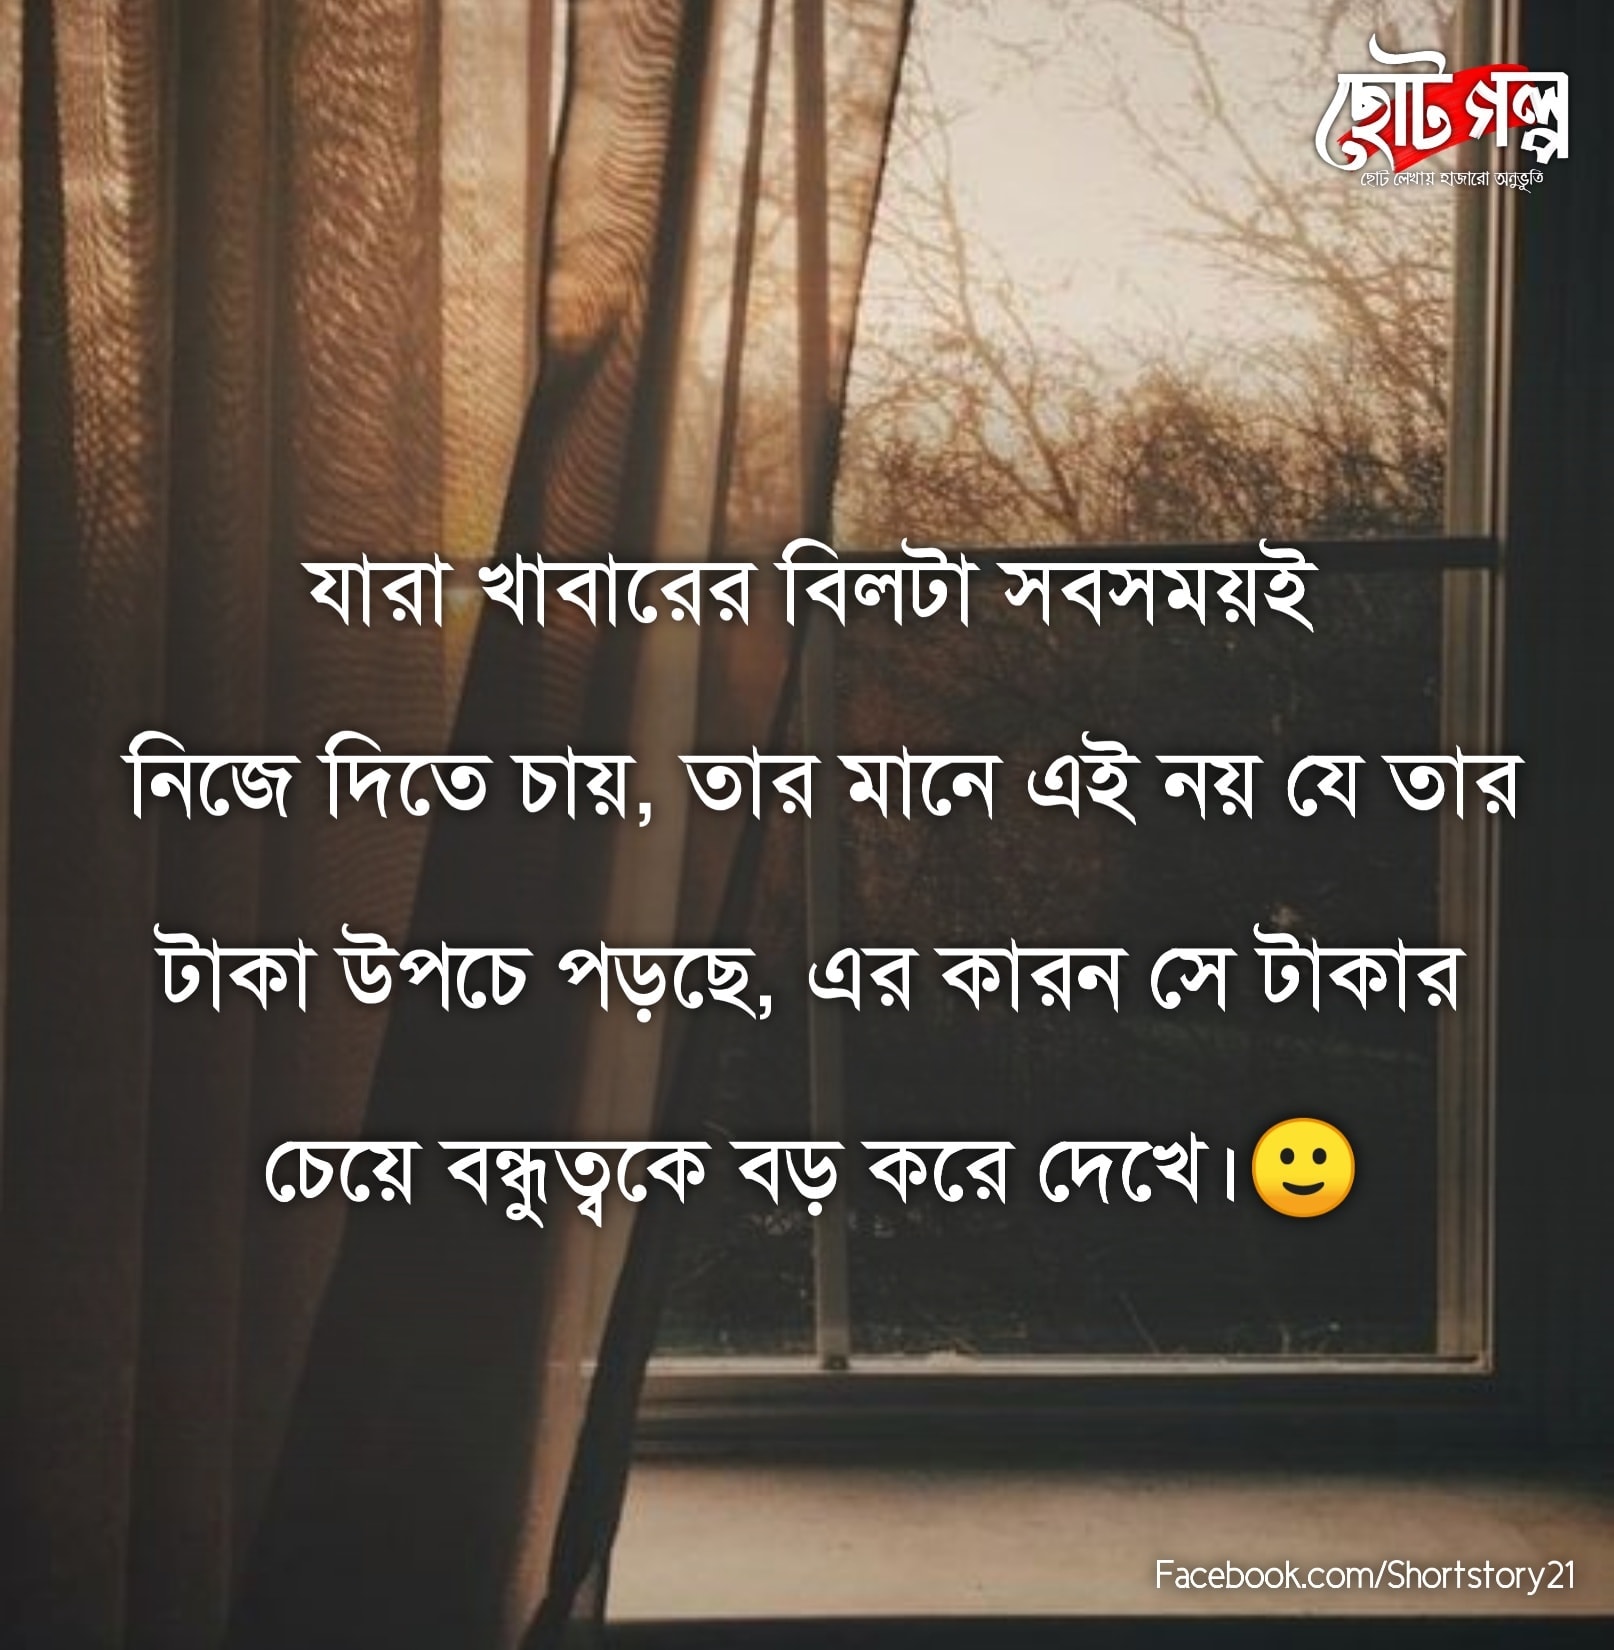 ছোট গল্প
ছোট লেখায় হাজারো অনুভূতি
যারা খাবারের বিলটা সবসময়ই
নিজে দিতে চায়, তার মানে এই নয় যে তার
টাকা উপচে পড়ছে, এর কারন সে টাকার
চেয়ে বন্ধুত্বকে বড় করে দেখে।🙂
Facebook.com/Shortstory21